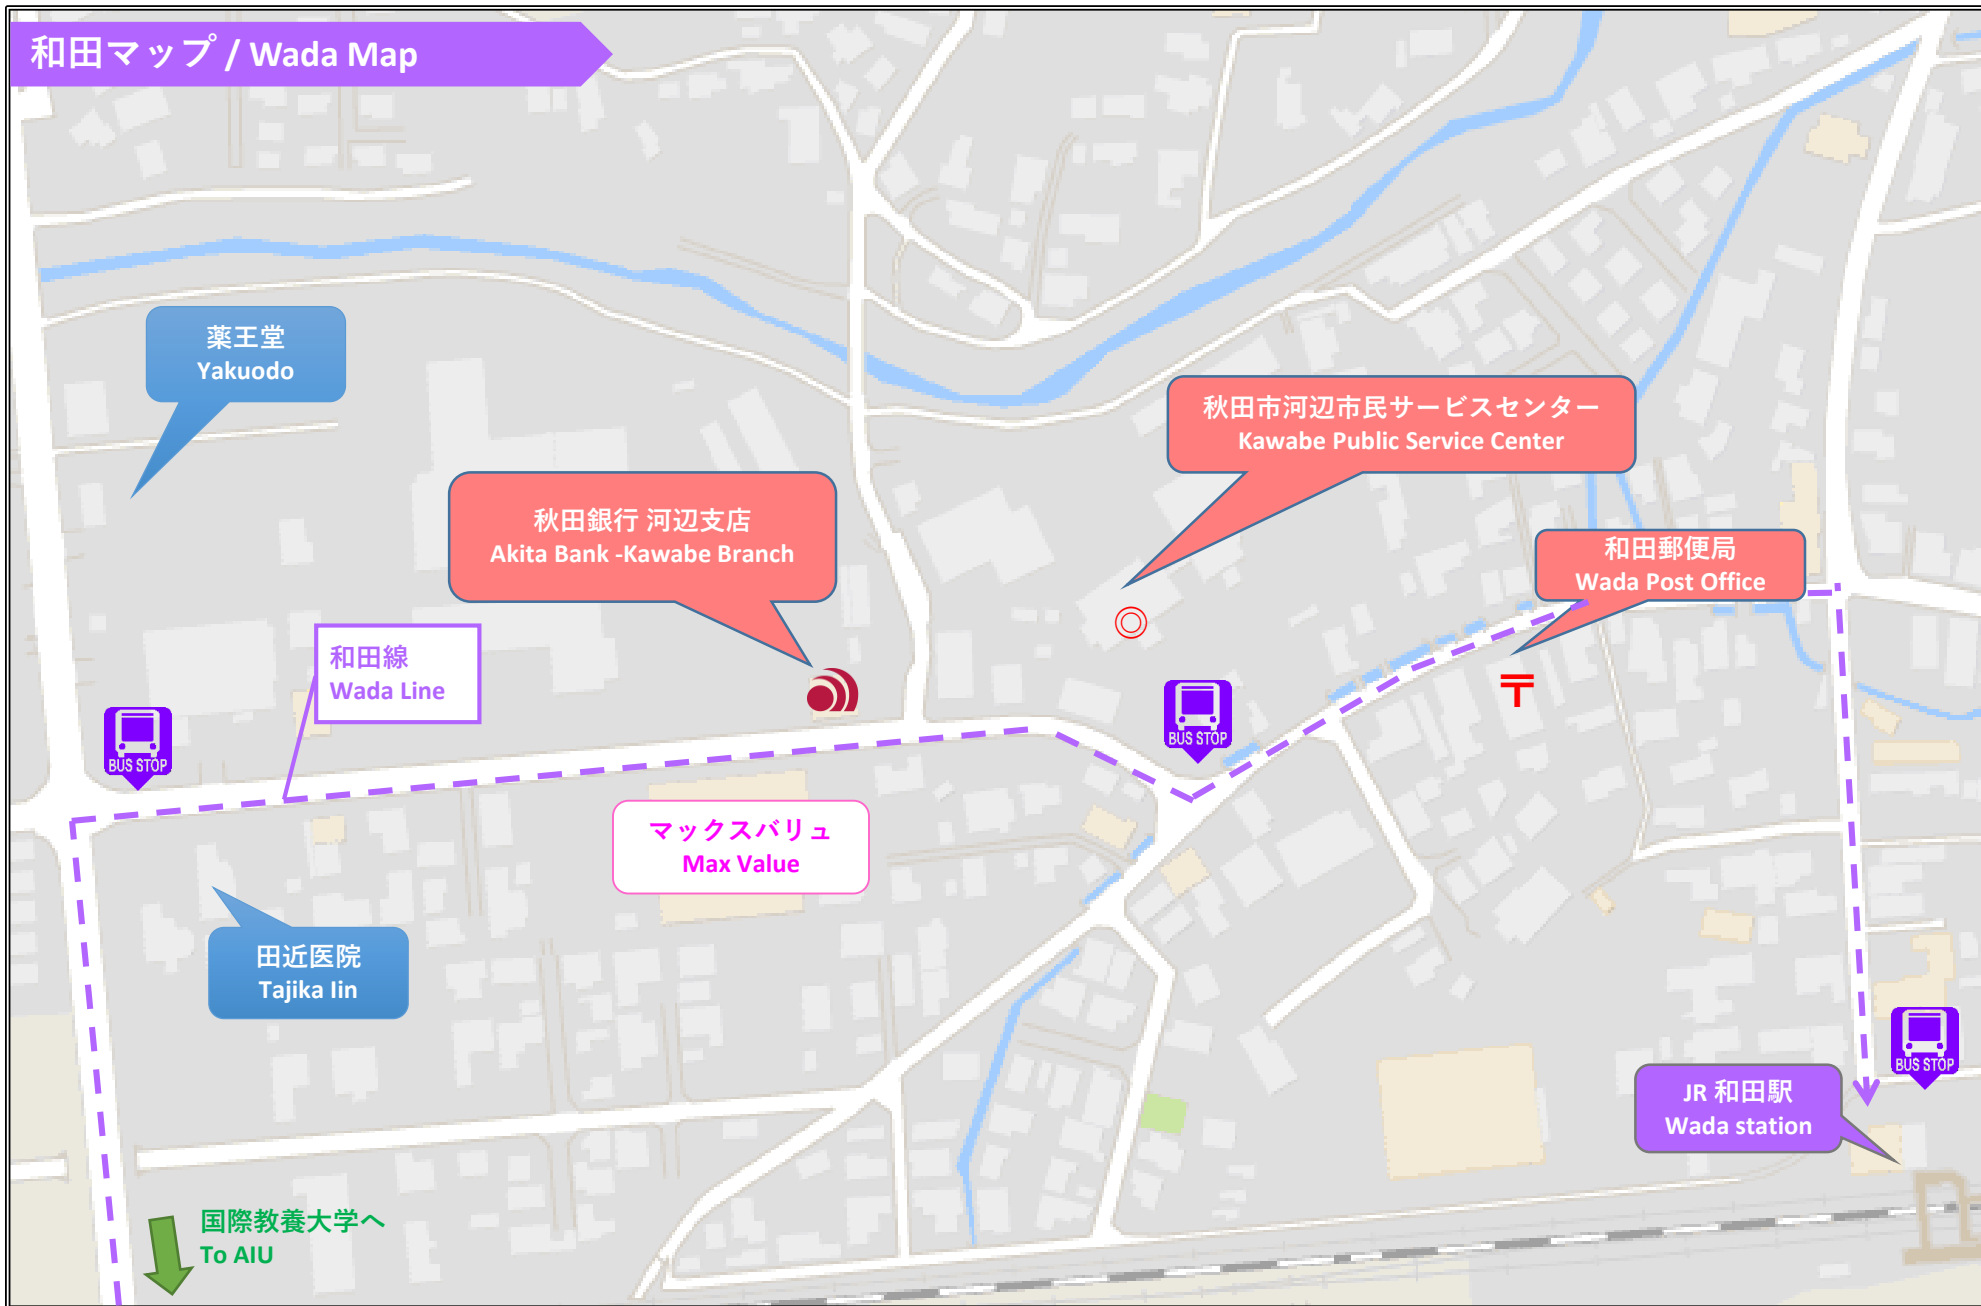 和田マップ / Wada Map
薬王堂
Yakuodo
秋田市河辺市民サービスセンター
Kawabe Public Service Center
秋田銀行 河辺支店
Akita Bank -Kawabe Branch
和田郵便局
Wada Post Office
和田線
Wada Line
〒
BUS STOP
BUS STOP
マックスバリュ
Max Value
田近医院
Tajika Iin
BUS STOP
JR 和田駅
Wada station
国際教養大学へ
To AIU